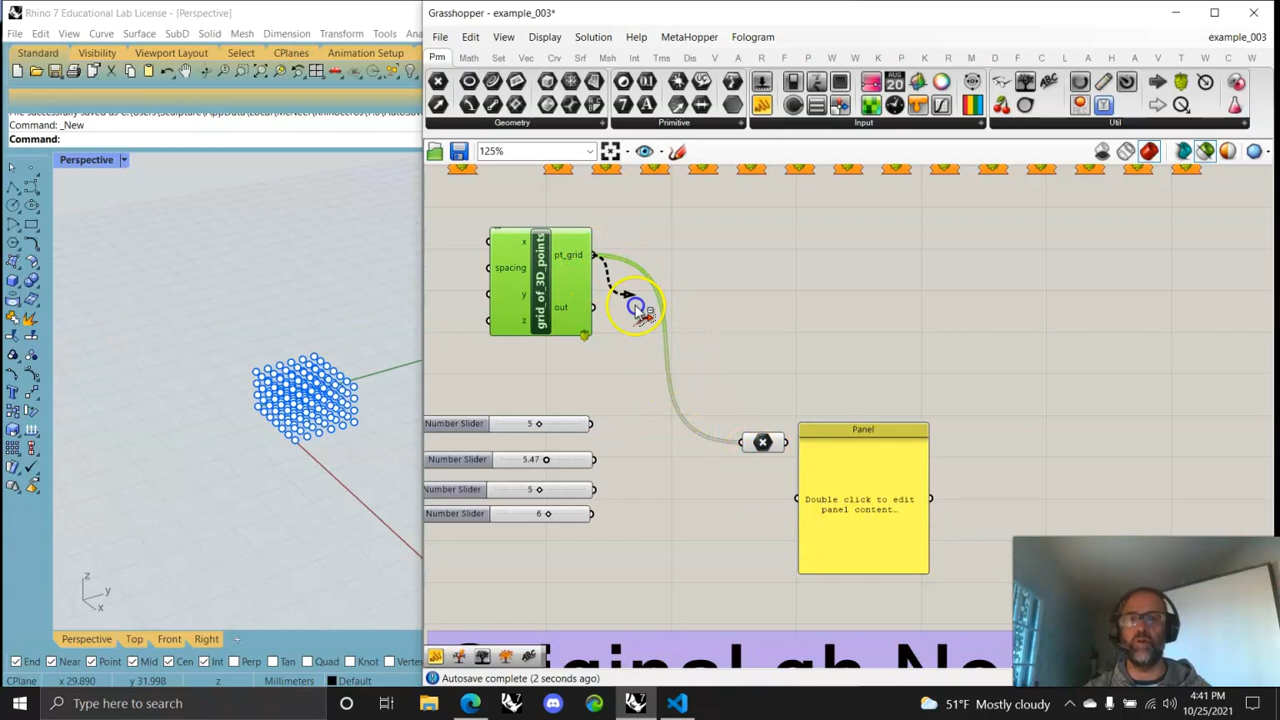 Rhino 7 Educational Lab License - [Perspective]
File Edit View Curve Surface SubD Solid Mesh Dimension Transform Tools
Standard Visibility Viewport Layout Select CPlanes Animation Setup
Command: _New
Command:
Perspective
z
y
x
Perspective Top Front Right
End Near Point Mid Cen Int Perp Tan Quad Knot
CPlane x 29.890 y 31.998 z Millimeters Default
Grasshopper - example_003*
File Edit View Display Solution Help MetaHopper Fologram example_003
Prm Math Set Vec Crv Srf Msh Int Trns Dis V A R W K L F P W W P K L B T D F M D C E C W
Geometry Primitive Input Util
125%
x
spacing
y
z
grid_of_3D_points
pt_grid
out
Number Slider 5
Number Slider 5.47
Number Slider 5
Number Slider 6
Panel
Double click to edit
panel content…
Autosave complete (2 seconds ago)
Type here to search
51°F Mostly cloudy
4:41 PM
10/25/2021